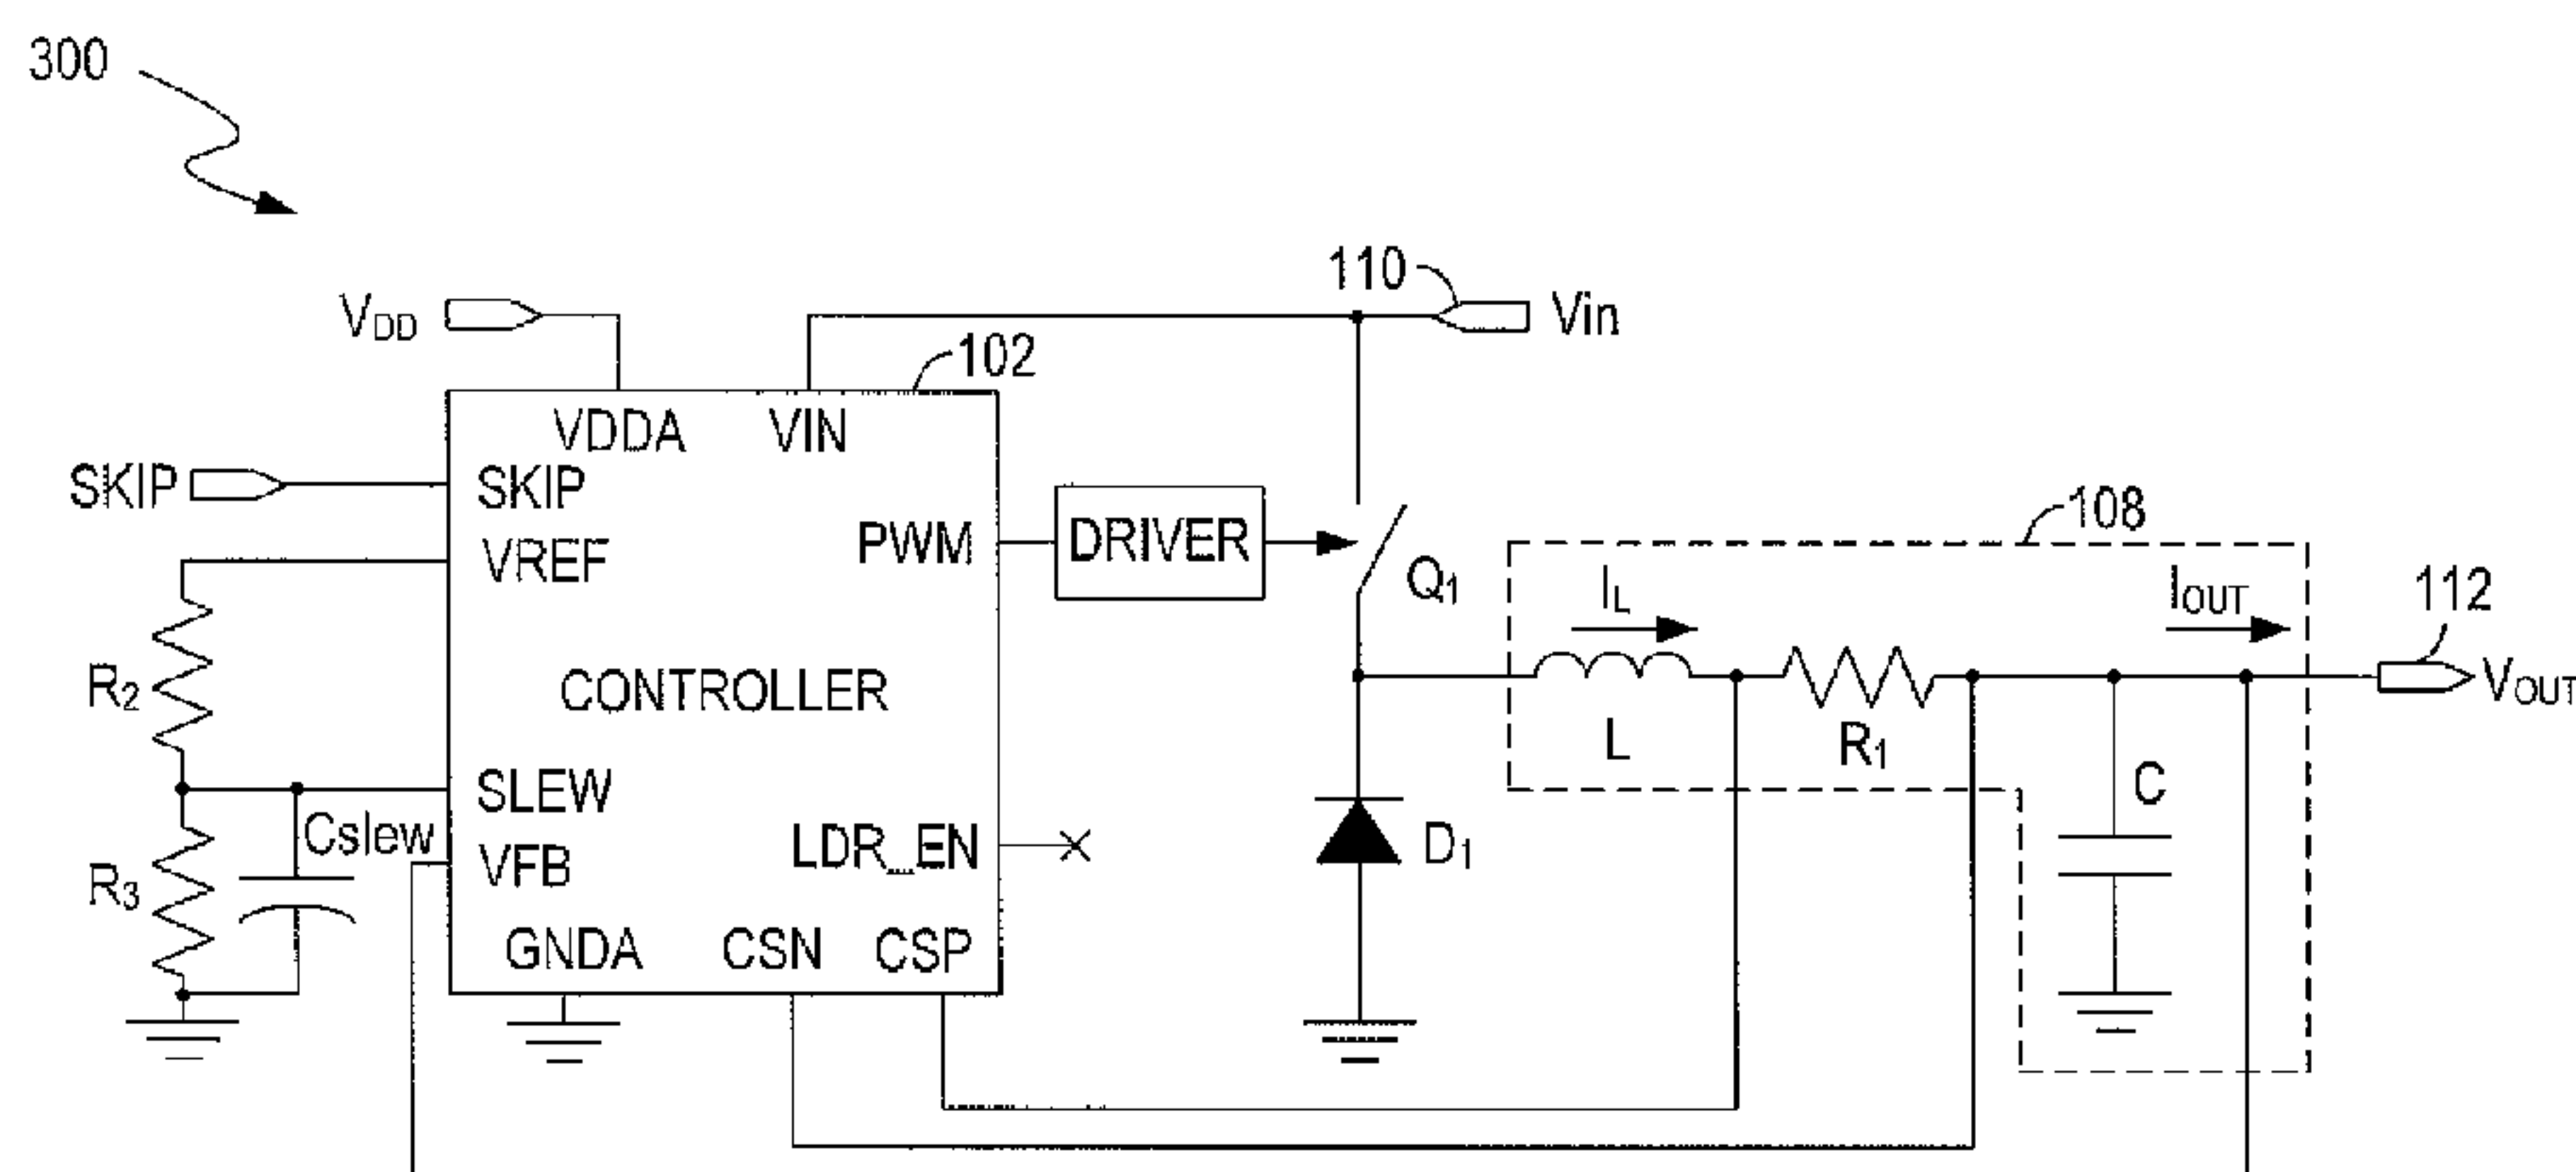 300
110
Vin
VDD
102
VDDA
VIN
SKIP
SKIP
VREF
PWM
DRIVER
Q1
108
IL
IOUT
112
R2
CONTROLLER
L
R1
VOUT
SLEW
C
Cslew
R3
VFB
LDR_EN
D1
GNDA
CSN
CSP